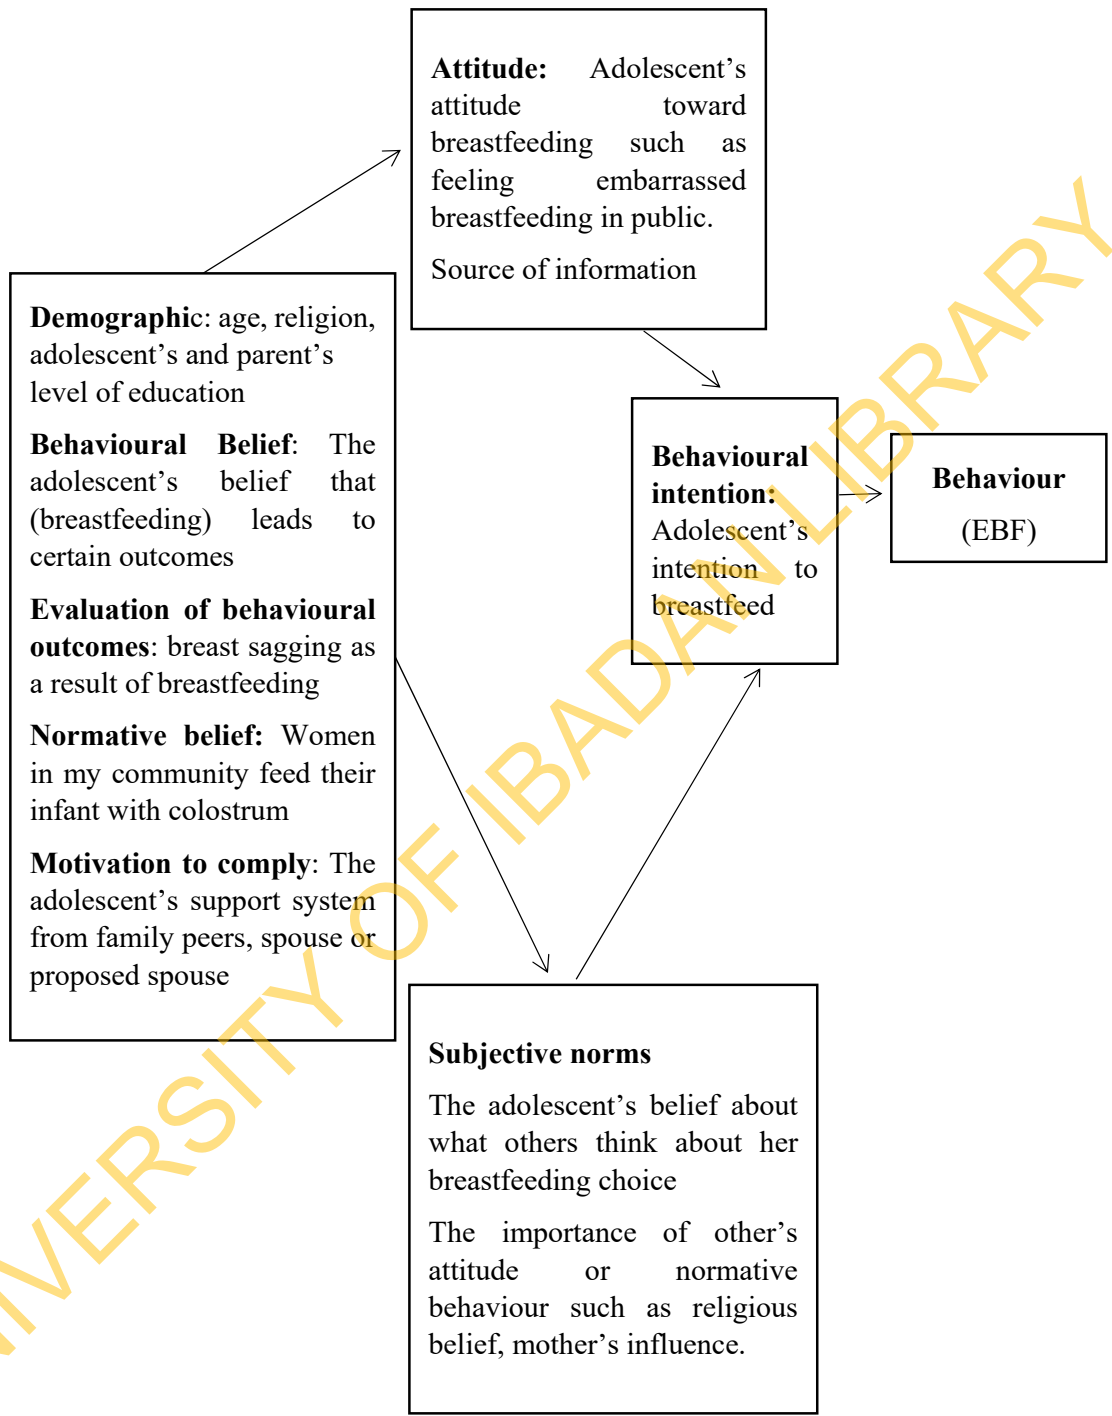 Attitude: Adolescent's
attitude toward
breastfeeding such as
feeling embarrassed
breastfeeding in public.
Source of information
Demographic: age, religion,
adolescent's and parent's
level of education
Behavioural Belief: The
adolescent's belief that
(breastfeeding) leads to
certain outcomes
Evaluation of behavioural
outcomes: breast sagging as
a result of breastfeeding
Normative belief: Women
in my community feed their
infant with colostrum
Motivation to comply: The
adolescent's support system
from family peers, spouse or
proposed spouse
Behavioural
intention:
Adolescent's
intention to
breastfeed
Behaviour
(EBF)
Subjective norms
The adolescent's belief about
what others think about her
breastfeeding choice
The importance of other's
attitude or normative
behaviour such as religious
belief, mother's influence.
NIVERSITY OF IBADAN LIBRARY